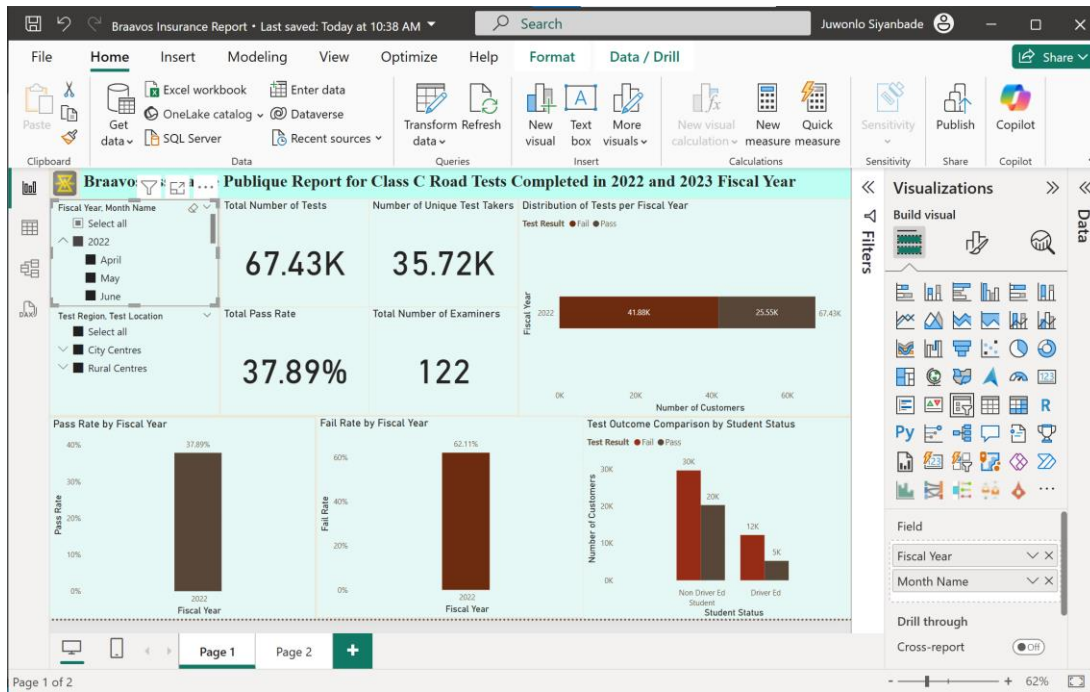 Braavos Insurance Report • Last saved: Today at 10:38 AM
Search
Juwonlo Siyanbade
File Home Insert Modeling View Optimize Help Format Data / Drill
Share
Paste
Get data
Excel workbook
OneLake catalog
SQL Server
Enter data
Dataverse
Recent sources
Transform data
Refresh
New visual
Text box
More visuals
New visual calculation
New measure
Quick measure
Sensitivity
Publish
Copilot
Clipboard Data Queries Insert Calculations Sensitivity Share Copilot
Braavos Publique Report for Class C Road Tests Completed in 2022 and 2023 Fiscal Year
Fiscal Year, Month Name
Select all
2022
April
May
June
Test Region, Test Location
Select all
City Centres
Rural Centres
Total Number of Tests
67.43K
Number of Unique Test Takers
35.72K
Total Pass Rate
37.89%
Total Number of Examiners
122
Distribution of Tests per Fiscal Year
Test Result Fail Pass
Fiscal Year
2022
41.88K
25.55K
67.43K
0K 20K 40K 60K
Number of Customers
Pass Rate by Fiscal Year
Pass Rate
40%
30%
20%
10%
0%
37.89%
2022
Fiscal Year
Fail Rate by Fiscal Year
Fail Rate
60%
40%
20%
0%
62.11%
2022
Fiscal Year
Test Outcome Comparison by Student Status
Test Result Fail Pass
Number of Customers
30K
20K
10K
0K
30K
20K
12K
5K
Non Driver Ed Student
Driver Ed
Student Status
Filters
Visualizations
Build visual
123
R
Py
123
Field
Fiscal Year
Month Name
Drill through
Cross-report
Off
Data
DAX
Page 1
Page 2
Page 1 of 2
62%